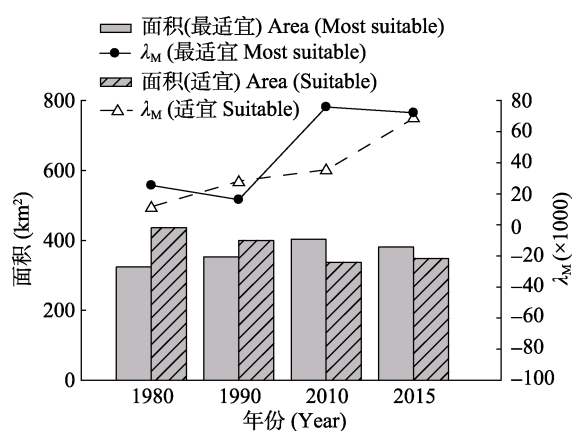 面积(最适宜) Area (Most suitable)
λM (最适宜 Most suitable)
面积(适宜) Area (Suitable)
λM (适宜 Suitable)
800
600
400
200
0
面积 (km²)
80
60
40
20
0
–20
–40
–60
–80
–100
λM (×1000)
1980 1990 2010 2015
年份 (Year)